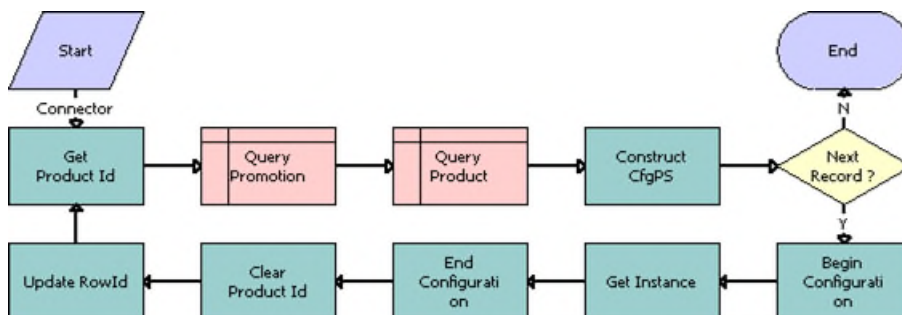 Start
End
Connector
N
Get
Product Id
Query
Promotion
Query
Product
Construct
CfgPS
Next
Record ?
Y
Update RowId
Clear
Product Id
End
Configurati
on
Get Instance
Begin
Configurati
on